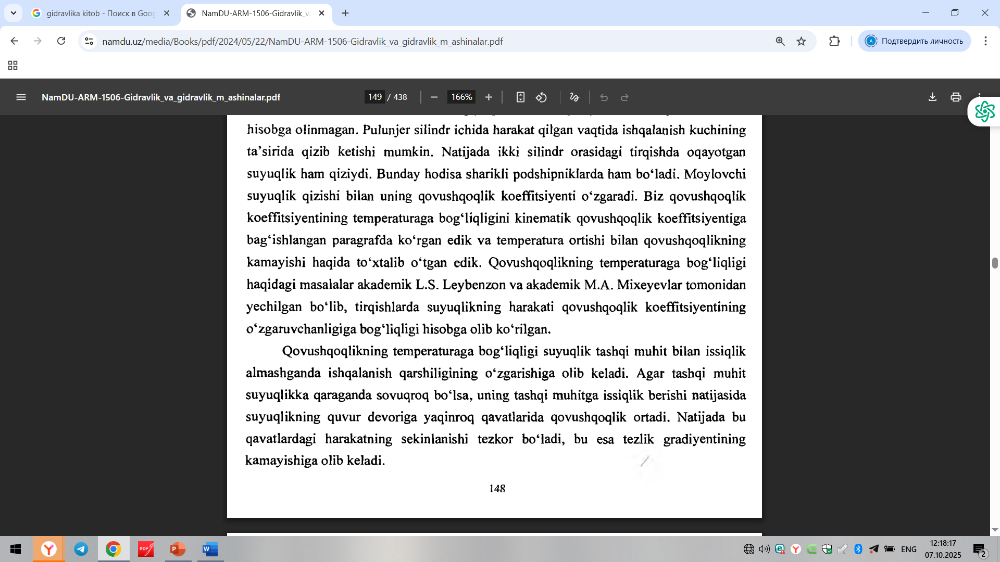 gidravlika kitob - Поиск в Goog
NamDU-ARM-1506-Gidravlik_va
namdu.uz/media/Books/pdf/2024/05/22/NamDU-ARM-1506-Gidravlik_va_gidravlik_m_ashinalar.pdf
Подтвердить личность
NamDU-ARM-1506-Gidravlik_va_gidravlik_m_ashinalar.pdf
149 / 438
166%
hisobga olinmagan. Pulunjer silindr ichida harakat qilgan vaqtida ishqalanish kuchining
ta’sirida qizib ketishi mumkin. Natijada ikki silindr orasidagi tirqishda oqayotgan
suyuqlik ham qiziydi. Bunday hodisa sharikli podshipniklarda ham bo‘ladi. Moylovchi
suyuqlik qizishi bilan uning qovushqoqlik koeffitsiyenti o‘zgaradi. Biz qovushqoqlik
koeffitsiyentining temperaturaga bog‘liqligini kinematik qovushqoqlik koeffitsiyentiga
bag‘ishlangan paragrafda ko‘rgan edik va temperatura ortishi bilan qovushqoqlikning
kamayishi haqida to‘xtalib o‘tgan edik. Qovushqoqlikning temperaturaga bog‘liqligi
haqidagi masalalar akademik L.S. Leybenzon va akademik M.A. Mixeyevlar tomonidan
yechilgan bo‘lib, tirqishlarda suyuqlikning harakati qovushqoqlik koeffitsiyentining
o‘zgaruvchanligiga bog‘liqligi hisobga olib ko‘rilgan.
Qovushqoqlikning temperaturaga bog‘liqligi suyuqlik tashqi muhit bilan issiqlik
almashganda ishqalanish qarshiligining o‘zgarishiga olib keladi. Agar tashqi muhit
suyuqlikka qaraganda sovuqroq bo‘lsa, uning tashqi muhitga issiqlik berishi natijasida
suyuqlikning quvur devoriga yaqinroq qavatlarida qovushqoqlik ortadi. Natijada bu
qavatlardagi harakatning sekinlanishi tezkor bo‘ladi, bu esa tezlik gradiyentining
kamayishiga olib keladi.
148
ENG
12:18:17
07.10.2025
2